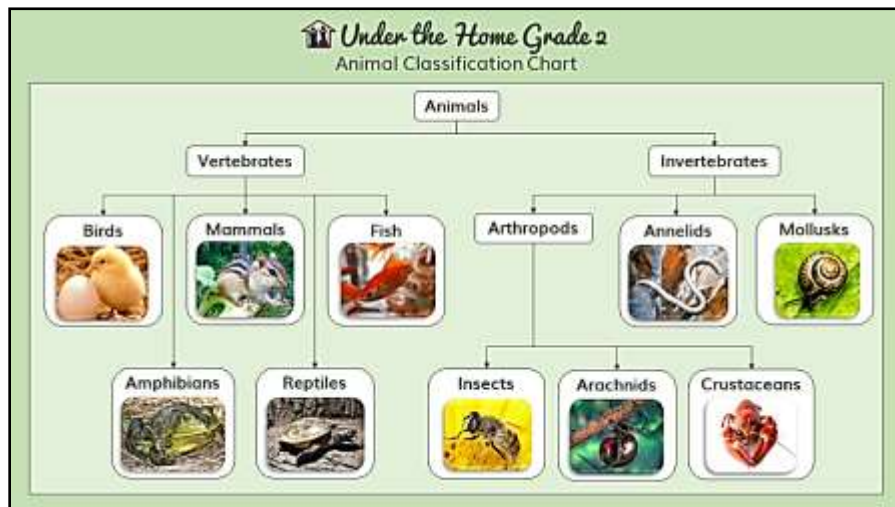 Under the Home Grade 2
Animal Classification Chart
Animals
Vertebrates
Invertebrates
Birds
Mammals
Fish
Arthropods
Annelids
Mollusks
Amphibians
Reptiles
Insects
Arachnids
Crustaceans